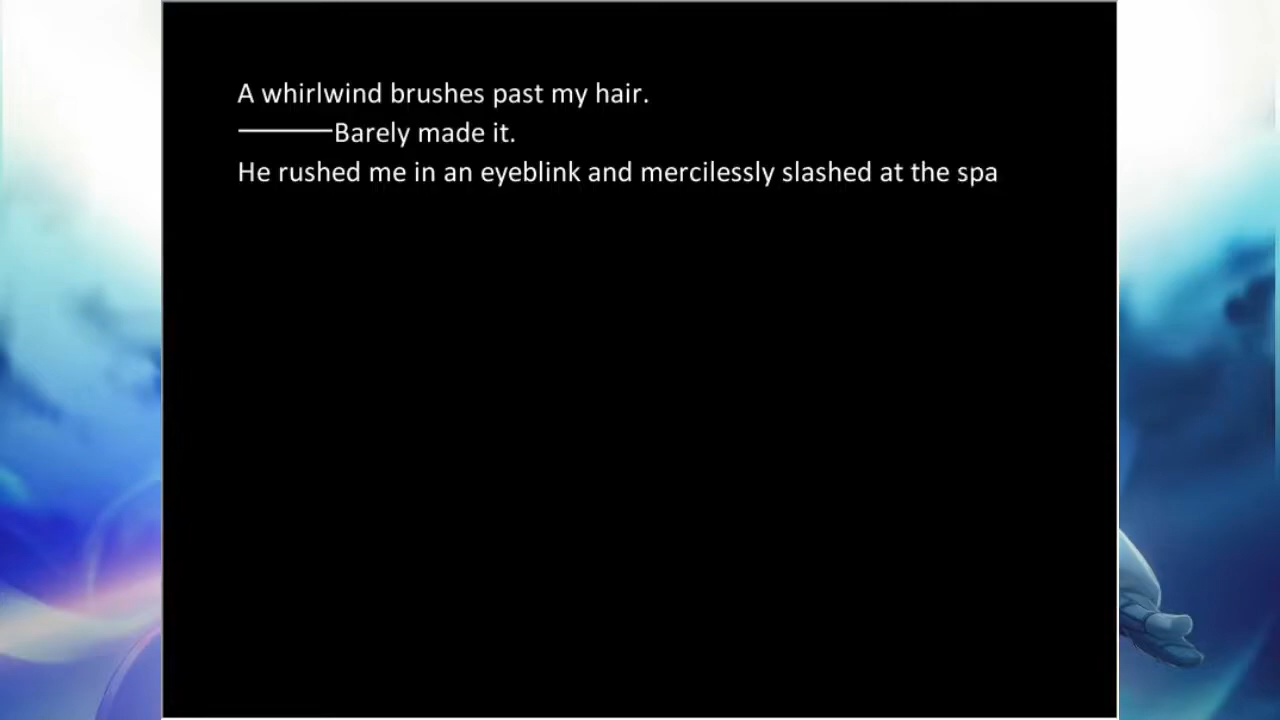 A whirlwind brushes past my hair.
————Barely made it.
He rushed me in an eyeblink and mercilessly slashed at the spa